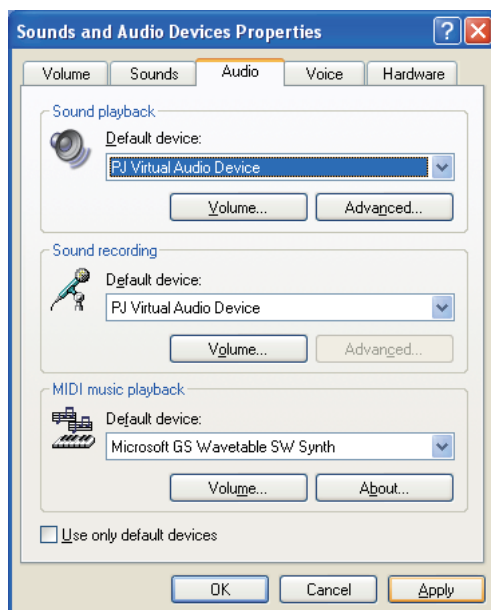 Sounds and Audio Devices Properties
Volume Sounds Audio Voice Hardware
Sound playback
Default device:
PJ Virtual Audio Device
Volume... Advanced...
Sound recording
Default device:
PJ Virtual Audio Device
Volume... Advanced...
MIDI music playback
Default device:
Microsoft GS Wavetable SW Synth
Volume... About...
Use only default devices
OK Cancel Apply